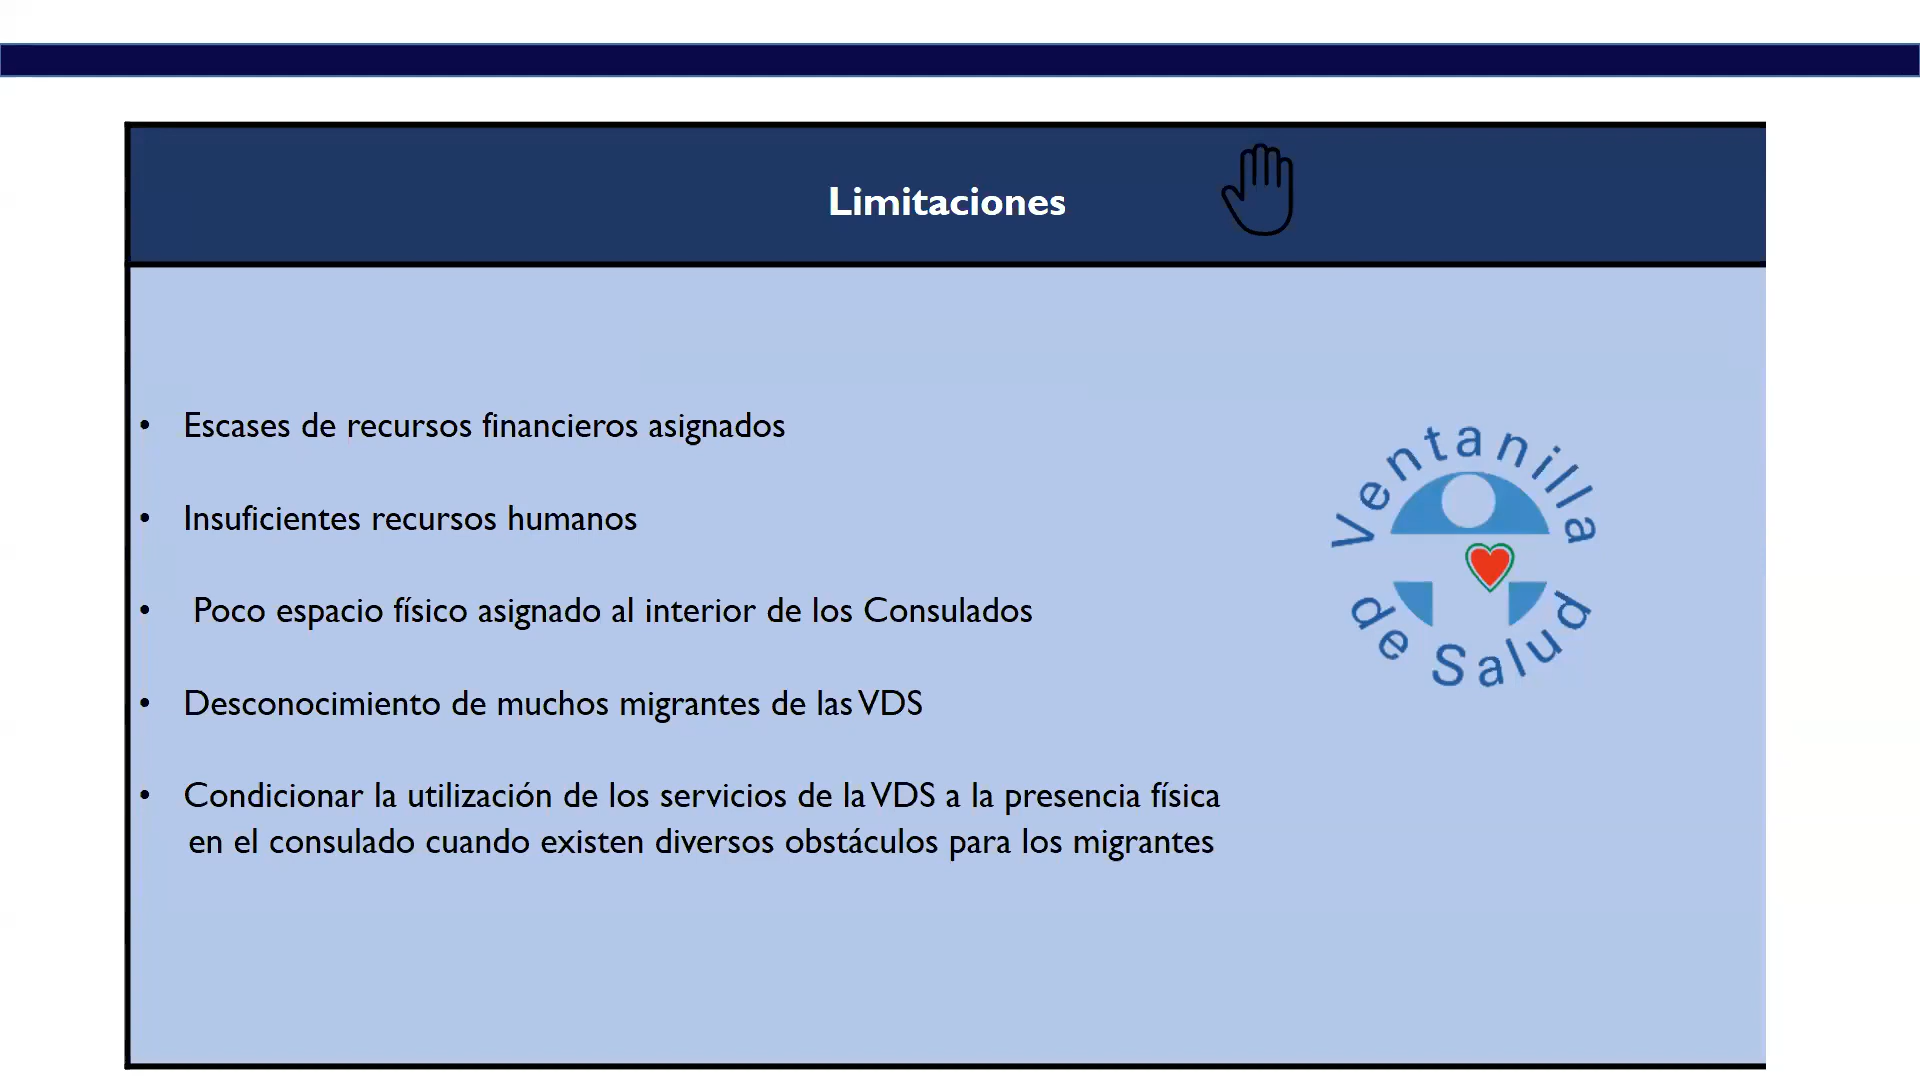 Limitaciones
• Escases de recursos financieros asignados
• Insuficientes recursos humanos
• Poco espacio físico asignado al interior de los Consulados
• Desconocimiento de muchos migrantes de las VDS
• Condicionar la utilización de los servicios de la VDS a la presencia física
en el consulado cuando existen diversos obstáculos para los migrantes
Ventanilla
de Salud